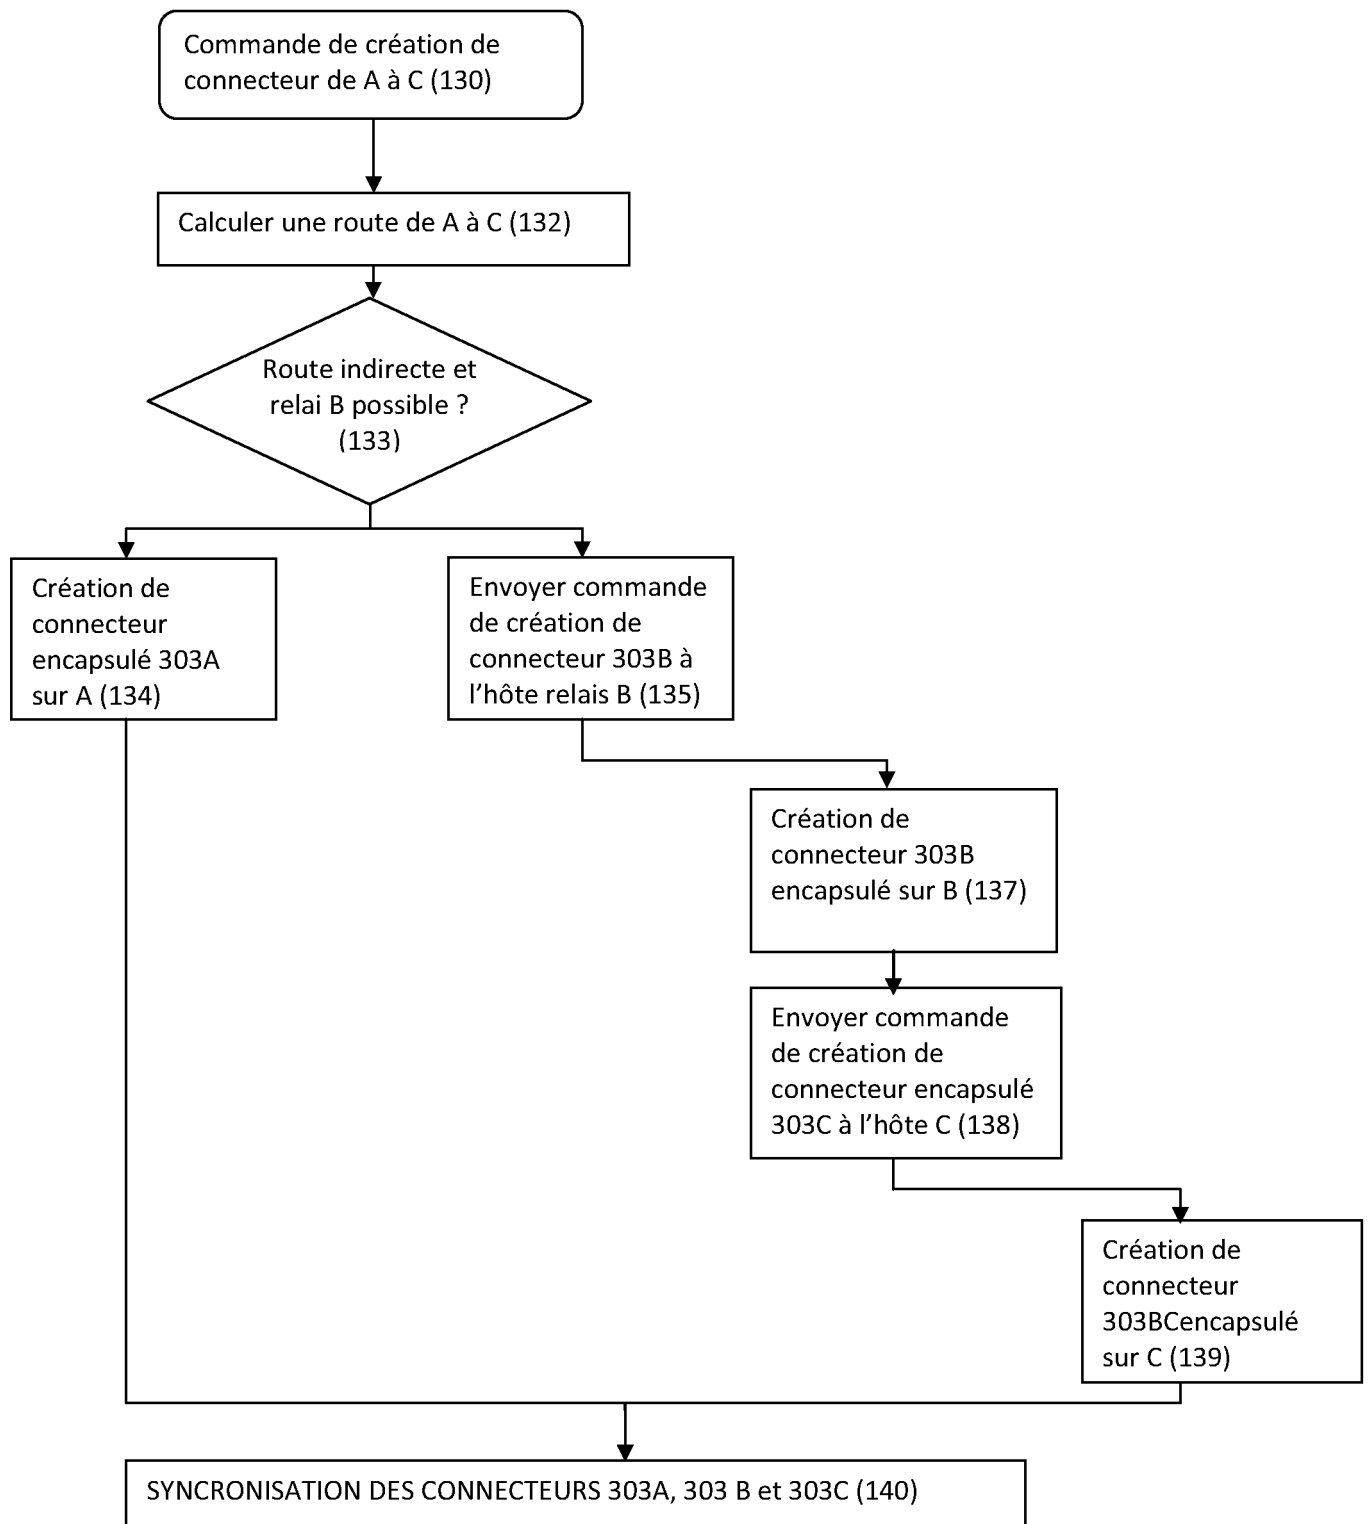 Commande de création de
connecteur de A à C (130)
Calculer une route de A à C (132)
Route indirecte et
relai B possible ?
(133)
Création de
connecteur
encapsulé 303A
sur A (134)
Envoyer commande
de création de
connecteur 303B à
l’hôte relais B (135)
Création de
connecteur 303B
encapsulé sur B (137)
Envoyer commande
de création de
connecteur encapsulé
303C à l’hôte C (138)
Création de
connecteur
303BCencapsulé
sur C (139)
SYNCRONISATION DES CONNECTEURS 303A, 303 B et 303C (140)